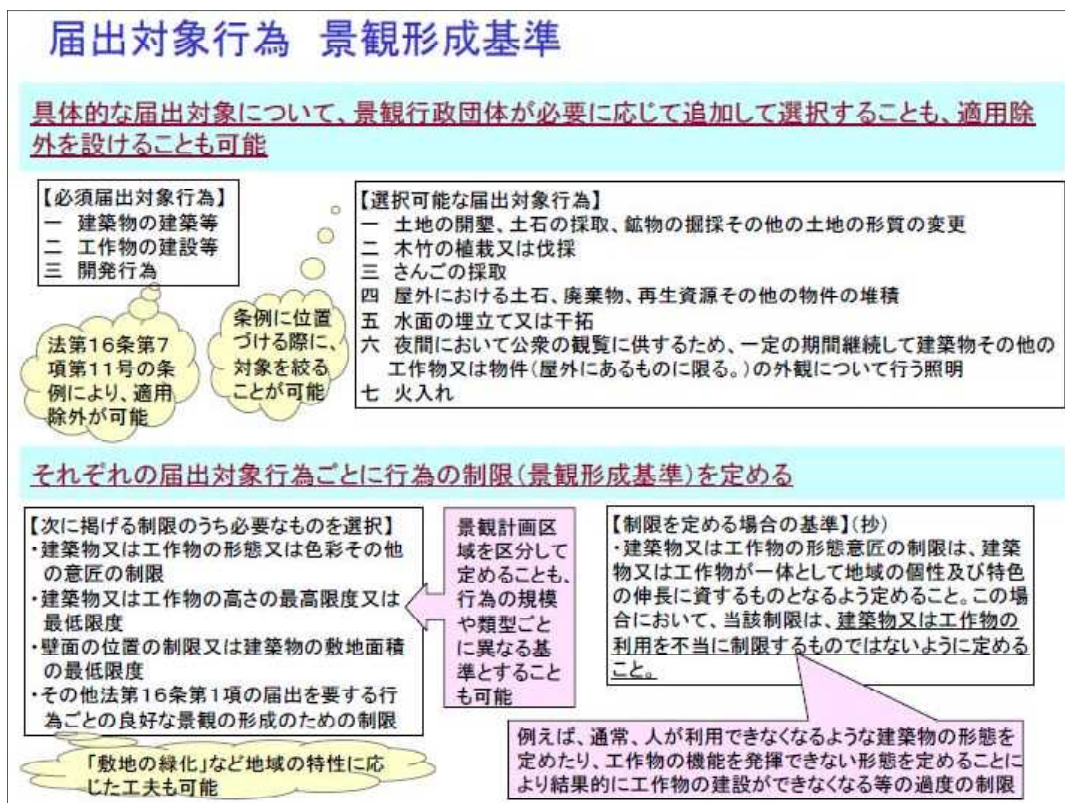 届出対象行為 景観形成基準
具体的な届出対象について、景観行政団体が必要に応じて追加して選択することも、適用除
外を設けることも可能
【必須届出対象行為】
一 建築物の建築等
二 工作物の建設等
三 開発行為
法第16条第7
項第11号の条
例により、適用
除外が可能
条例に位置
づける際に、
対象を絞る
ことが可能
【選択可能な届出対象行為】
一 土地の開墾、土石の採取、鉱物の掘採その他の土地の形質の変更
二 木竹の植栽又は伐採
三 さんごの採取
四 屋外における土石、廃棄物、再生資源その他の物件の堆積
五 水面の埋立て又は干拓
六 夜間において公衆の観覧に供するため、一定の期間継続して建築物その他の
工作物又は物件(屋外にあるものに限る。)の外観について行う照明
七 火入れ
それぞれの届出対象行為ごとに行為の制限(景観形成基準)を定める
【次に掲げる制限のうち必要なものを選択】
・建築物又は工作物の形態又は色彩その他
の意匠の制限
・建築物又は工作物の高さの最高限度又は
最低限度
・壁面の位置の制限又は建築物の敷地面積
の最低限度
・その他法第16条第1項の届出を要する行
為ごとの良好な景観の形成のための制限
「敷地の緑化」など地域の特性に応
じた工夫も可能
景観計画区
域を区分して
定めることも、
行為の規模
や類型ごと
に異なる基
準とすること
も可能
【制限を定める場合の基準】(抄)
・建築物又は工作物の形態意匠の制限は、建築
物又は工作物が一体として地域の個性及び特色
の伸長に資するものとなるよう定めること。この場
合において、当該制限は、建築物又は工作物の
利用を不当に制限するものではないように定める
こと。
例えば、通常、人が利用できなくなるような建築物の形態を
定めたり、工作物の機能を発揮できない形態を定めることに
より結果的に工作物の建設ができなくなる等の過度の制限